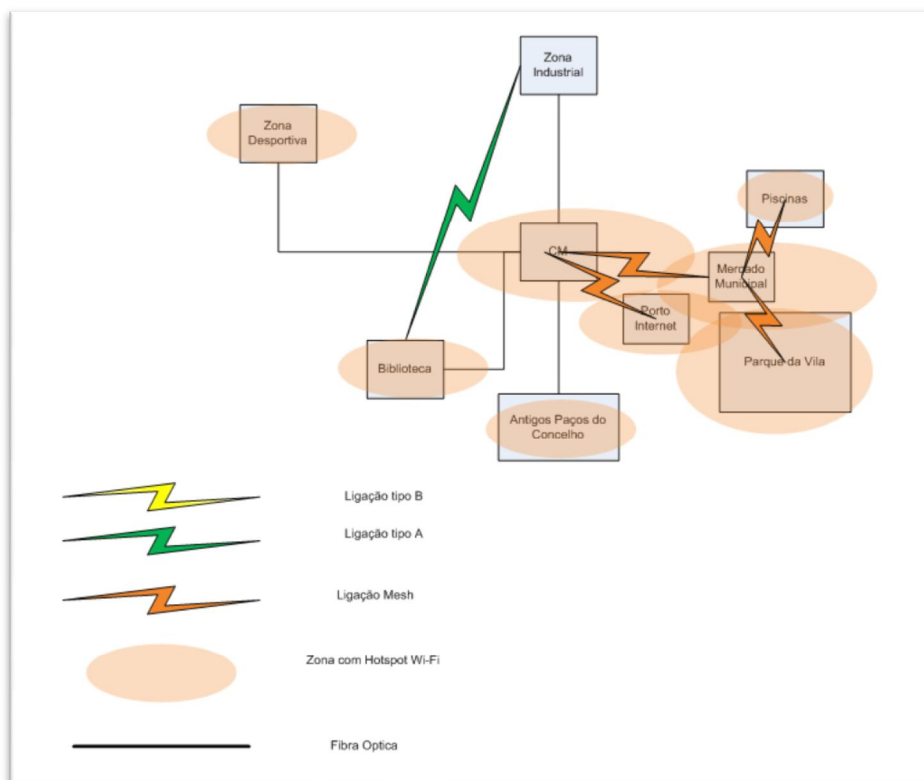 Zona
Industrial
Zona
Desportiva
Piscinas
CM
Mercado
Municipal
Porto
Internet
Biblioteca
Parque da Vila
Antigos Paços do
Concelho
Ligação tipo B
Ligação tipo A
Ligação Mesh
Zona com Hotspot Wi-Fi
Fibra Optica